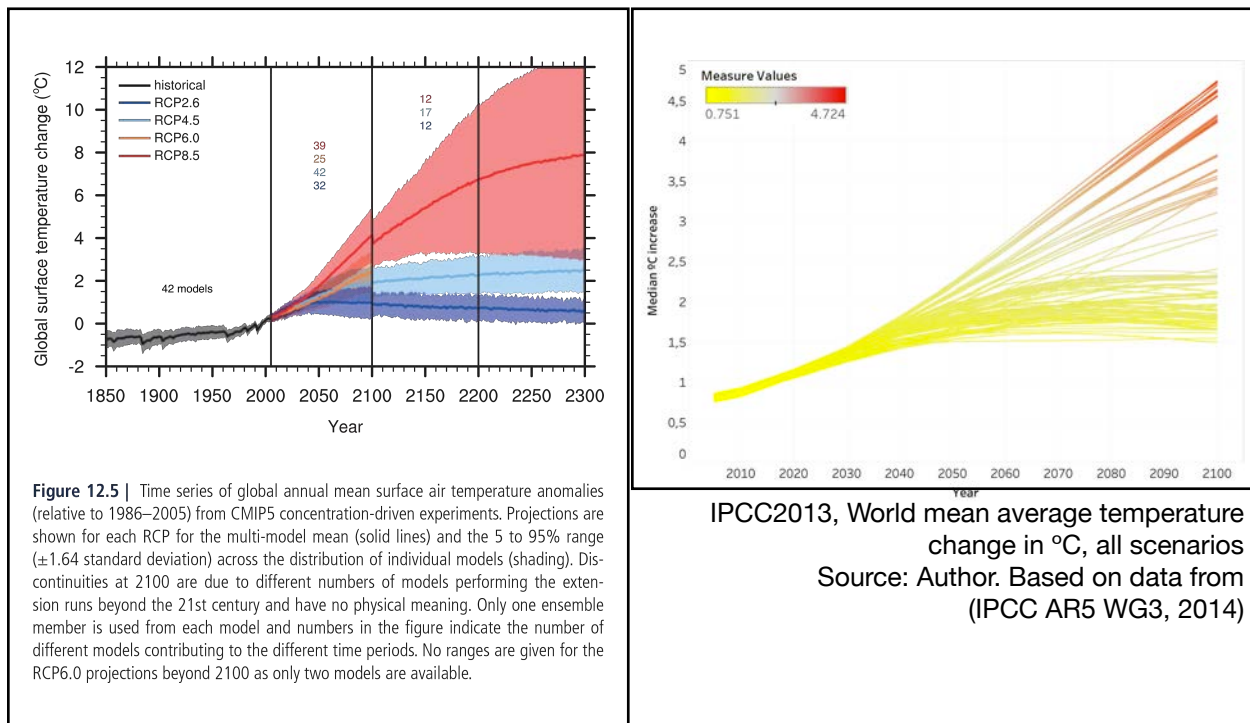 12
10
8
6
4
2
0
-2
Global surface temperature change (°C)
historical
RCP2.6
RCP4.5
RCP6.0
RCP8.5
42 models
39
25
42
32
12
17
12
1850 1900 1950 2000 2050 2100 2150 2200 2250 2300
Year
Figure 12.5 | Time series of global annual mean surface air temperature anomalies
(relative to 1986–2005) from CMIP5 concentration-driven experiments. Projections are
shown for each RCP for the multi-model mean (solid lines) and the 5 to 95% range
(±1.64 standard deviation) across the distribution of individual models (shading). Dis-
continuities at 2100 are due to different numbers of models performing the exten-
sion runs beyond the 21st century and have no physical meaning. Only one ensemble
member is used from each model and numbers in the figure indicate the number of
different models contributing to the different time periods. No ranges are given for the
RCP6.0 projections beyond 2100 as only two models are available.
Measure Values
0.751 4.724
5
4,5
4
3,5
3
2,5
2
1,5
1
0,5
0
Median ºC increase
2010 2020 2030 2040 2050 2060 2070 2080 2090 2100
Year
IPCC2013, World mean average temperature
change in ºC, all scenarios
Source: Author. Based on data from
(IPCC AR5 WG3, 2014)